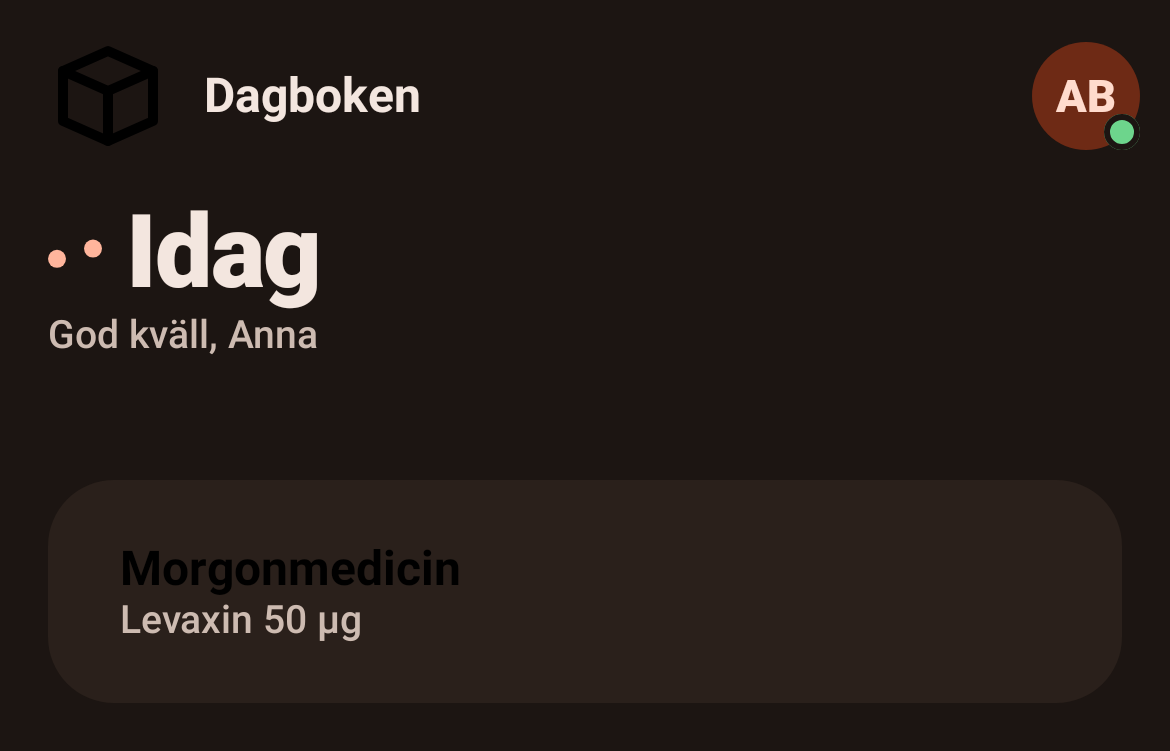 Dagboken
AB
Idag
God kväll, Anna
Morgonmedicin
Levaxin 50 µg